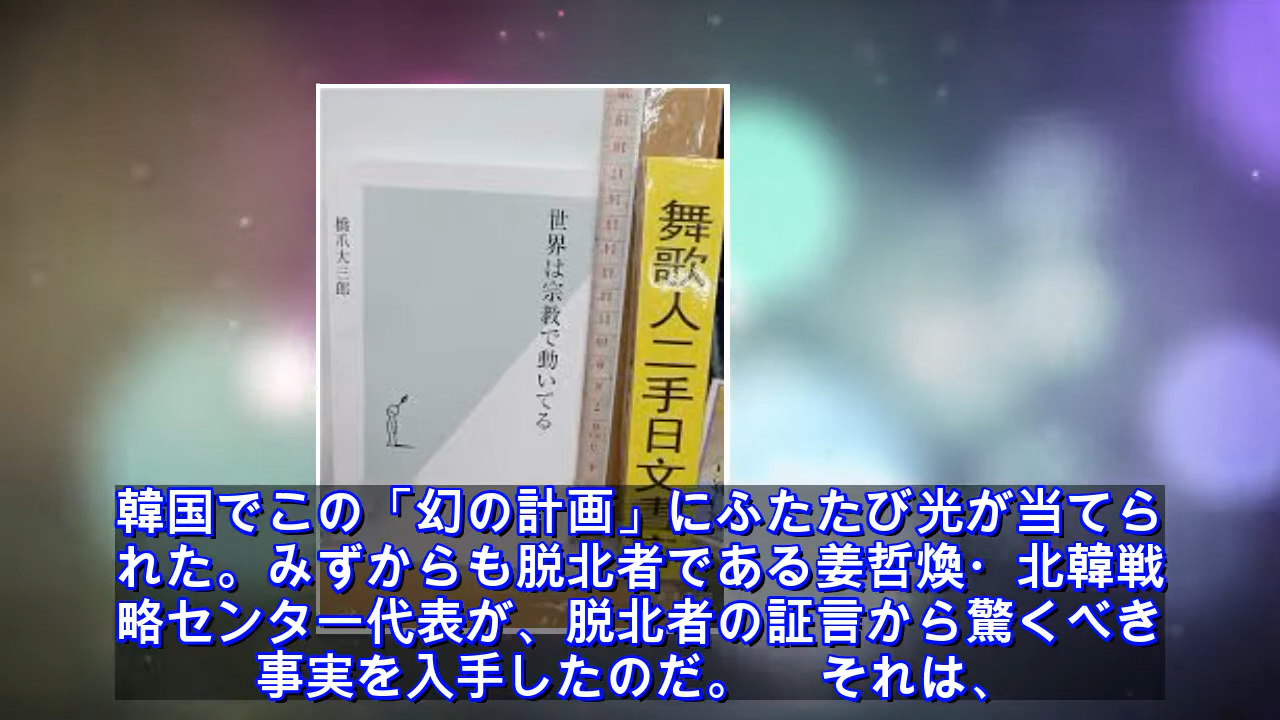 橋爪大三郎
世界は宗教で動いてる
舞歌人二手日文書
韓国でこの「幻の計画」にふたたび光が当てら
れた。みずからも脱北者である姜哲煥・北韓戦
略センター代表が、脱北者の証言から驚くべき
事実を入手したのだ。　それは、